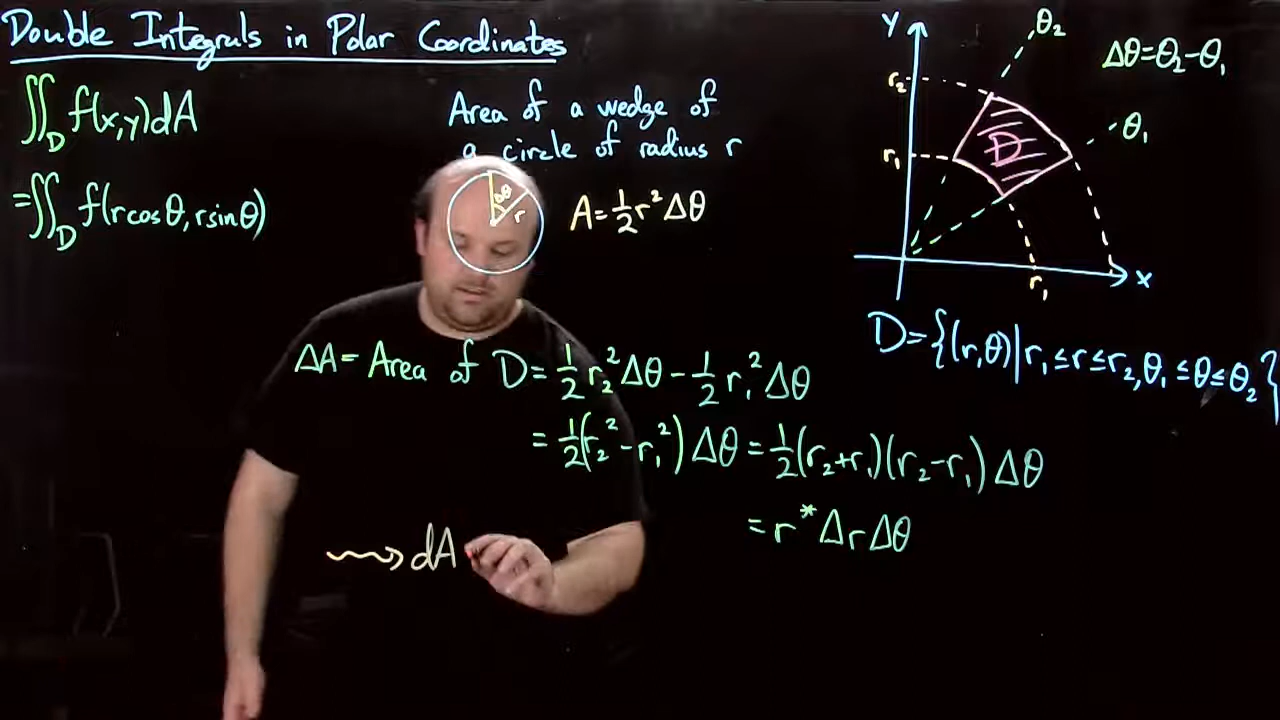 Double Integrals in Polar Coordinates
∬_D f(x,y)dA
=∬_D f(rcosθ, rsinθ)
Area of a wedge of
a circle of radius r
Δθ
r
A=½r²Δθ
Y
θ₂
Δθ=θ₂-θ₁
r₂
D
θ₁
r₁
r₁
x
D={(r,θ)|r₁≤r≤r₂,θ₁≤θ≤θ₂}
ΔA= Area of D=½r₂²Δθ-½r₁²Δθ
=½(r₂²-r₁²)Δθ=½(r₂+r₁)(r₂-r₁)Δθ
=r*ΔrΔθ
⇝dA